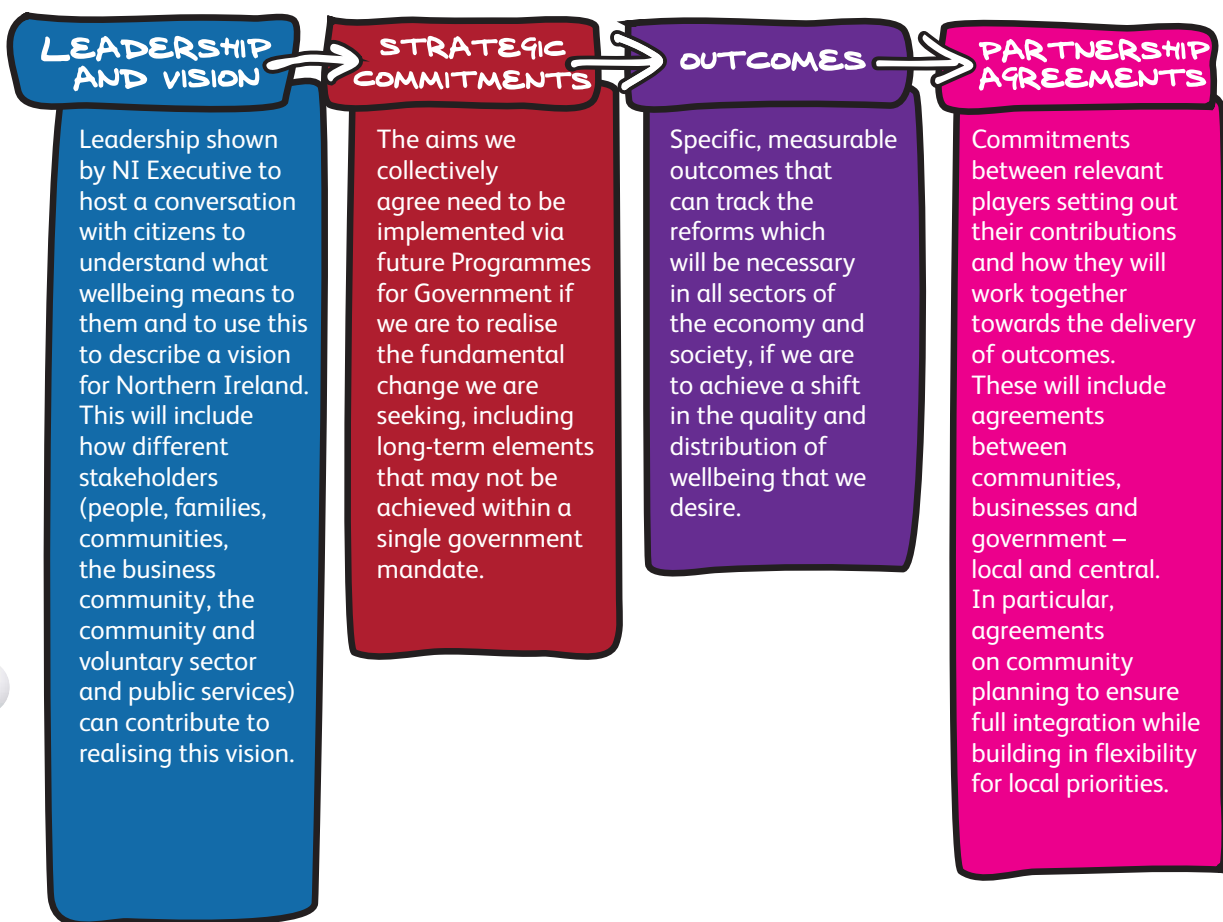 LEADERSHIP
AND VISION
Leadership shown
by NI Executive to
host a conversation
with citizens to
understand what
wellbeing means to
them and to use this
to describe a vision
for Northern Ireland.
This will include
how different
stakeholders
(people, families,
communities,
the business
community, the
community and
voluntary sector
and public services)
can contribute to
realising this vision.
STRATEGIC
COMMITMENTS
The aims we
collectively
agree need to be
implemented via
future Programmes
for Government if
we are to realise
the fundamental
change we are
seeking, including
long-term elements
that may not be
achieved within a
single government
mandate.
OUTCOMES
Specific, measurable
outcomes that
can track the
reforms which
will be necessary
in all sectors of
the economy and
society, if we are
to achieve a shift
in the quality and
distribution of
wellbeing that we
desire.
PARTNERSHIP
AGREEMENTS
Commitments
between relevant
players setting out
their contributions
and how they will
work together
towards the delivery
of outcomes.
These will include
agreements
between
communities,
businesses and
government –
local and central.
In particular,
agreements
on community
planning to ensure
full integration while
building in flexibility
for local priorities.